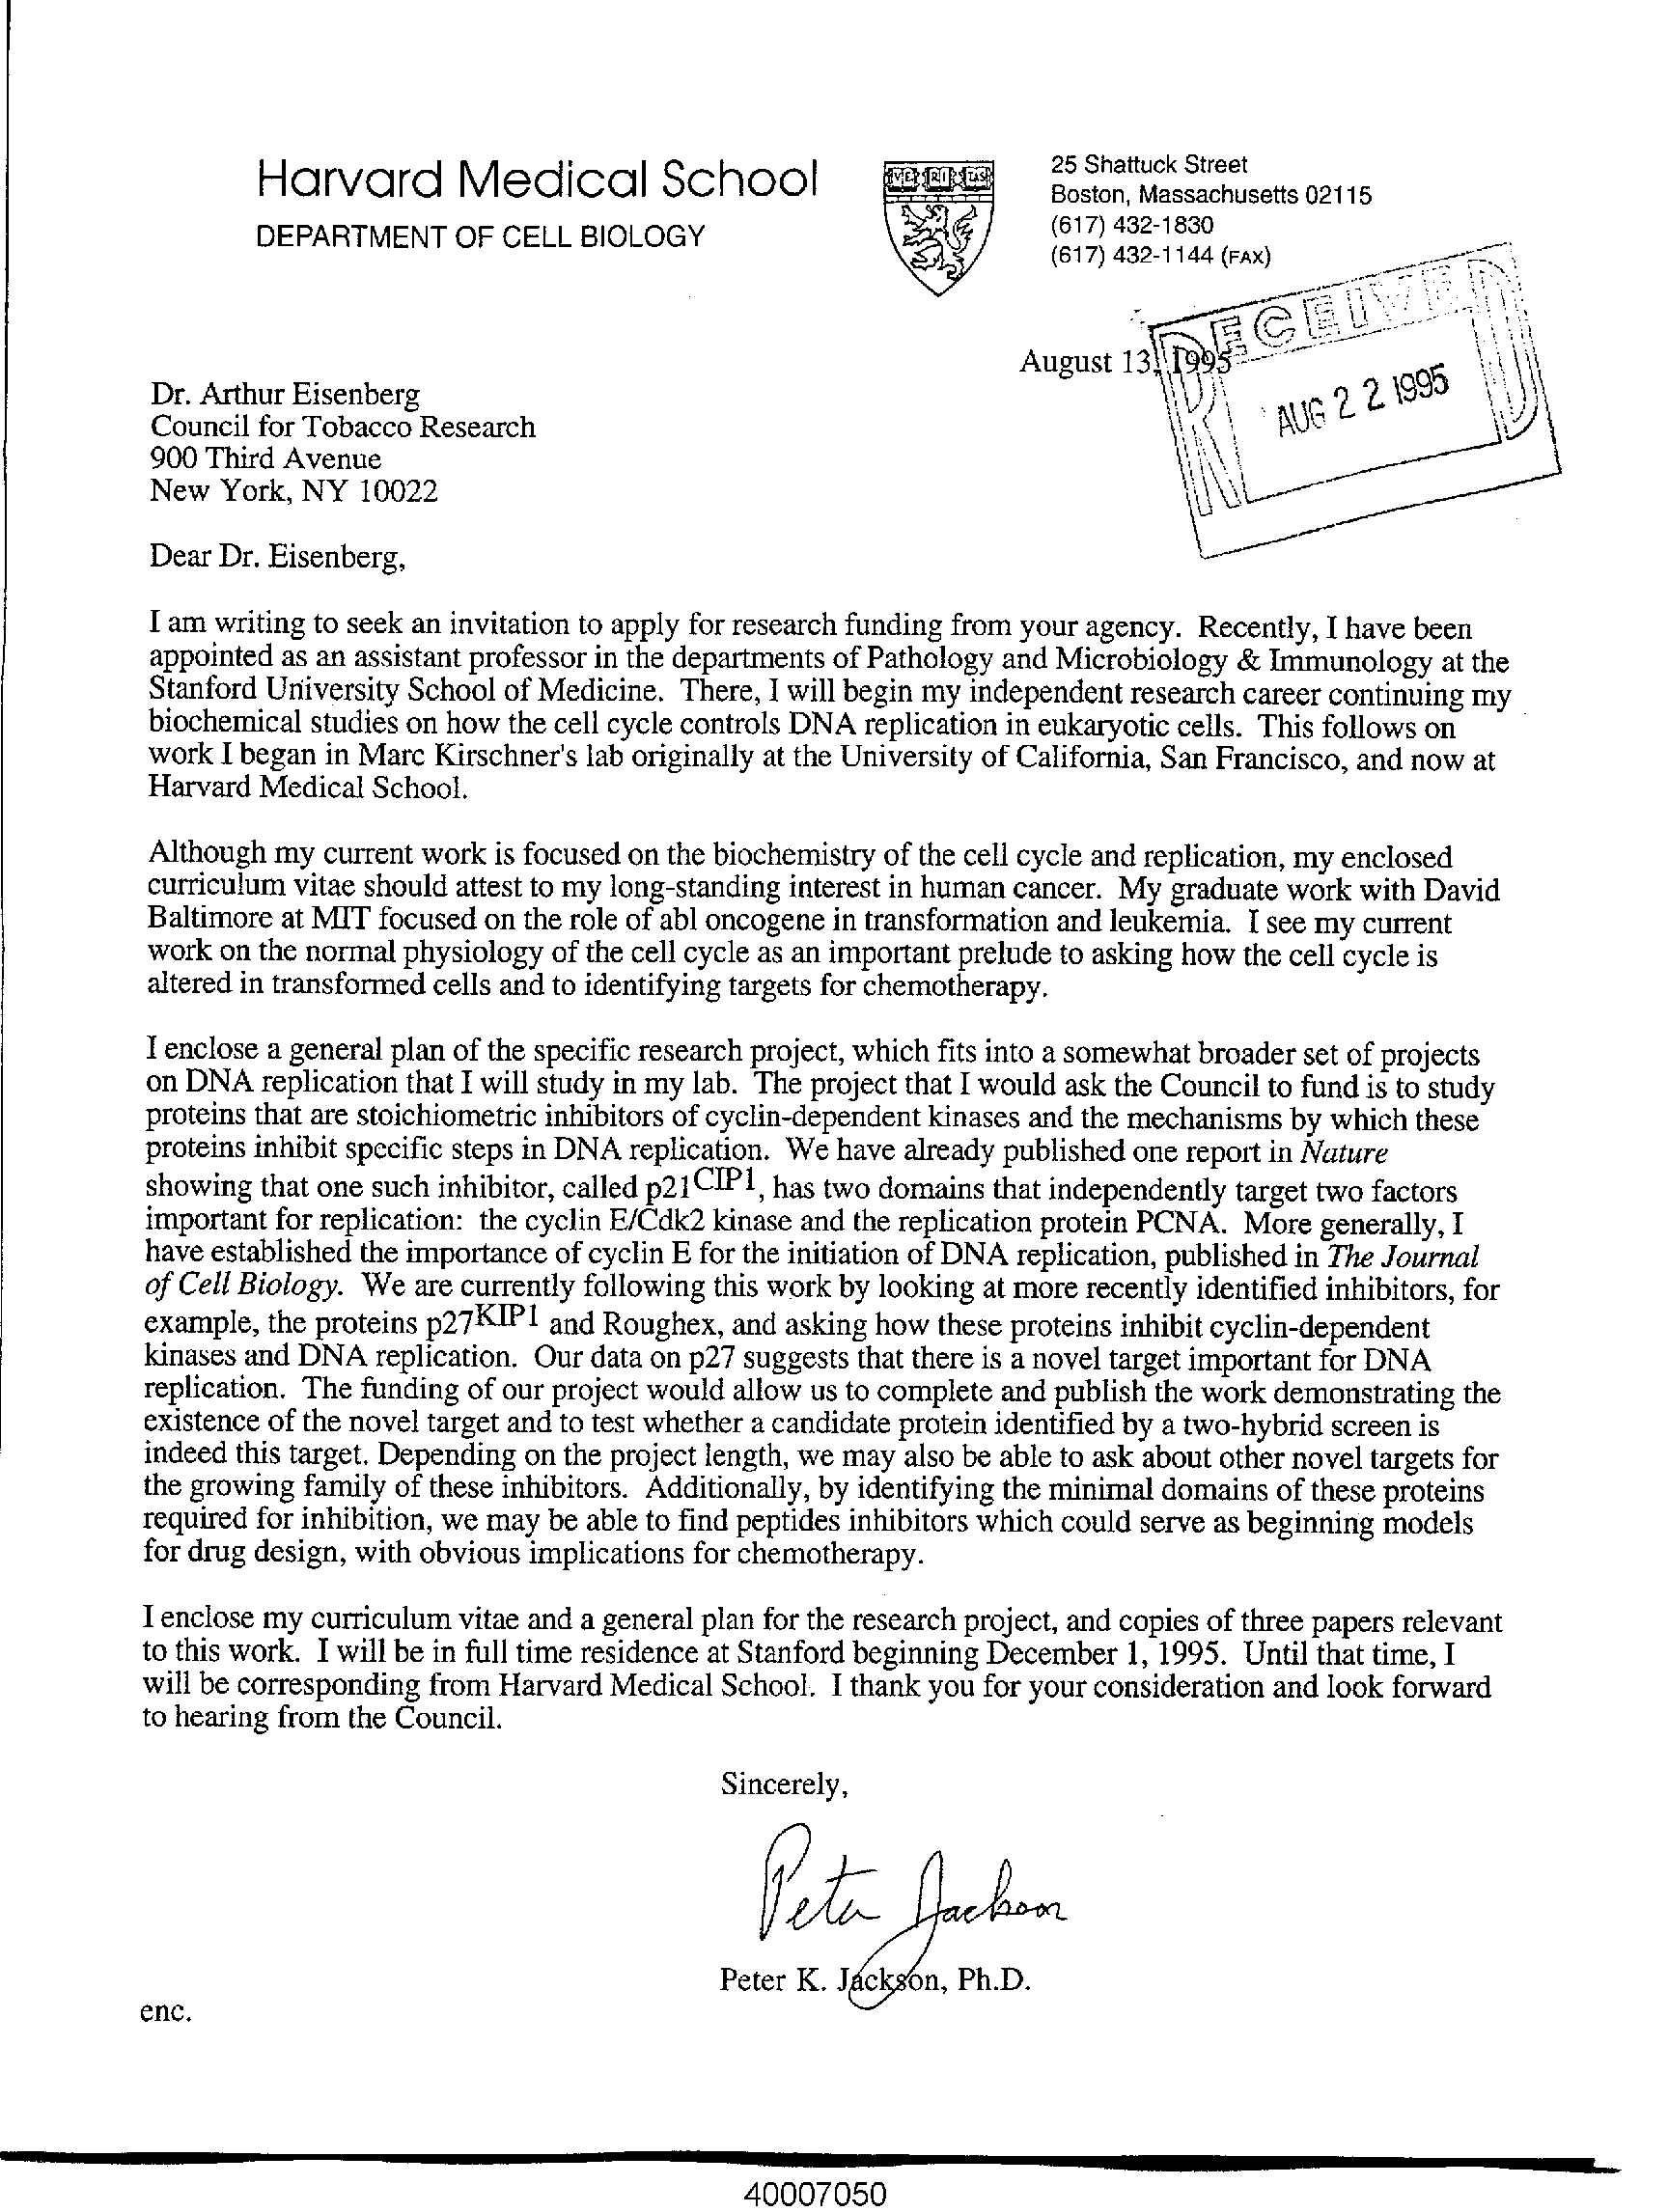 Harvard Medical School
DEPARTMENT OF CELL BIOLOGY
VE RI TAS
25 Shattuck Street
Boston, Massachusetts 02115
(617) 432-1830
(617) 432-1144 (FAX)
RECEIVED
August 13, 1995
AUG 22 1995
Dr. Arthur Eisenberg
Council for Tobacco Research
900 Third Avenue
New York, NY 10022
Dear Dr. Eisenberg,
I am writing to seek an invitation to apply for research funding from your agency. Recently, I have been
appointed as an assistant professor in the departments of Pathology and Microbiology & Immunology at the
Stanford University School of Medicine. There, I will begin my independent research career continuing my
biochemical studies on how the cell cycle controls DNA replication in eukaryotic cells. This follows on
work I began in Marc Kirschner's lab originally at the University of California, San Francisco, and now at
Harvard Medical School.
Although my current work is focused on the biochemistry of the cell cycle and replication, my enclosed
curriculum vitae should attest to my long-standing interest in human cancer. My graduate work with David
Baltimore at MIT focused on the role of abl oncogene in transformation and leukemia. I see my current
work on the normal physiology of the cell cycle as an important prelude to asking how the cell cycle is
altered in transformed cells and to identifying targets for chemotherapy.
I enclose a general plan of the specific research project, which fits into a somewhat broader set of projects
on DNA replication that I will study in my lab. The project that I would ask the Council to fund is to study
proteins that are stoichiometric inhibitors of cyclin-dependent kinases and the mechanisms by which these
proteins inhibit specific steps in DNA replication. We have already published one report in Nature
showing that one such inhibitor, called p21CIP1, has two domains that independently target two factors
important for replication: the cyclin E/Cdk2 kinase and the replication protein PCNA. More generally, I
have established the importance of cyclin E for the initiation of DNA replication, published in The Journal
of Cell Biology. We are currently following this work by looking at more recently identified inhibitors, for
example, the proteins p27KIP1 and Roughex, and asking how these proteins inhibit cyclin-dependent
kinases and DNA replication. Our data on p27 suggests that there is a novel target important for DNA
replication. The funding of our project would allow us to complete and publish the work demonstrating the
existence of the novel target and to test whether a candidate protein identified by a two-hybrid screen is
indeed this target. Depending on the project length, we may also be able to ask about other novel targets for
the growing family of these inhibitors. Additionally, by identifying the minimal domains of these proteins
required for inhibition, we may be able to find peptides inhibitors which could serve as beginning models
for drug design, with obvious implications for chemotherapy.
I enclose my curriculum vitae and a general plan for the research project, and copies of three papers relevant
to this work. I will be in full time residence at Stanford beginning December 1, 1995. Until that time, I
will be corresponding from Harvard Medical School. I thank you for your consideration and look forward
to hearing from the Council.
Sincerely,
Peter Jackson
Peter K. Jackson, Ph.D.
enc.
40007050